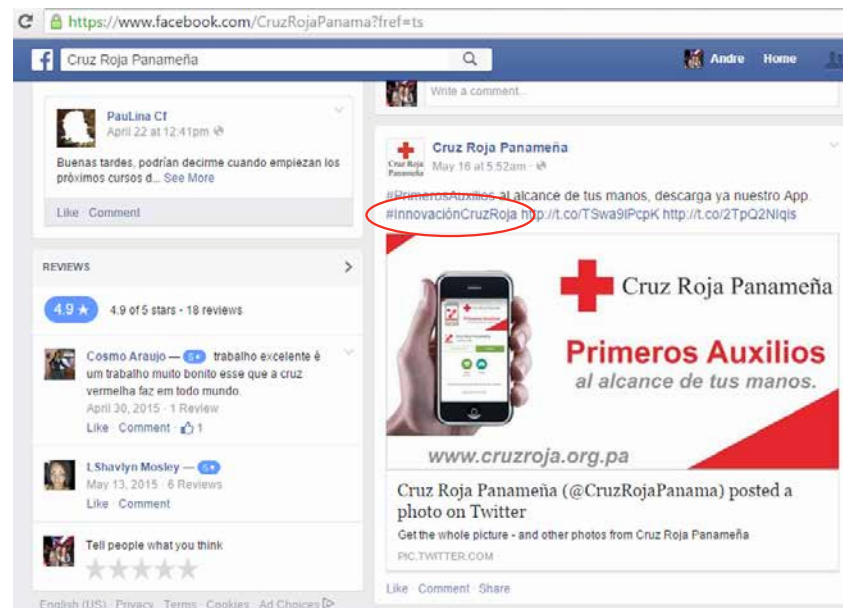 https://www.facebook.com/CruzRojaPanama?fref=ts
Cruz Roja Panameña
Andre Home
PauLina Cf
April 22 at 12:41pm
Buenas tardes, podrían decirme cuando empiezan los
próximos cursos d... See More
Like · Comment
REVIEWS
4.9 ★ 4.9 of 5 stars · 18 reviews
Cosmo Araujo — 5★ trabalho excelente é
um trabalho muito bonito esse que a cruz
vermelha faz em todo mundo.
April 30, 2015 · 1 Review
Like · Comment · 1
LShavlyn Mosley — 5★
May 13, 2015 · 6 Reviews
Like · Comment
Tell people what you think
English (US) · Privacy · Terms · Cookies · Ad Choices
Write a comment...
Cruz Roja
Panameña
Cruz Roja Panameña
May 16 at 5:52am
#PrimerosAuxilios al alcance de tus manos, descarga ya nuestro App.
#InnovaciónCruzRoja http://t.co/TSwa9lPcpK http://t.co/2TpQ2NIqis
Cruz Roja Panameña
Primeros Auxilios
Primeros Auxilios
al alcance de tus manos.
www.cruzroja.org.pa
Cruz Roja Panameña (@CruzRojaPanama) posted a
photo on Twitter
Get the whole picture - and other photos from Cruz Roja Panameña
PIC.TWITTER.COM
Like · Comment · Share